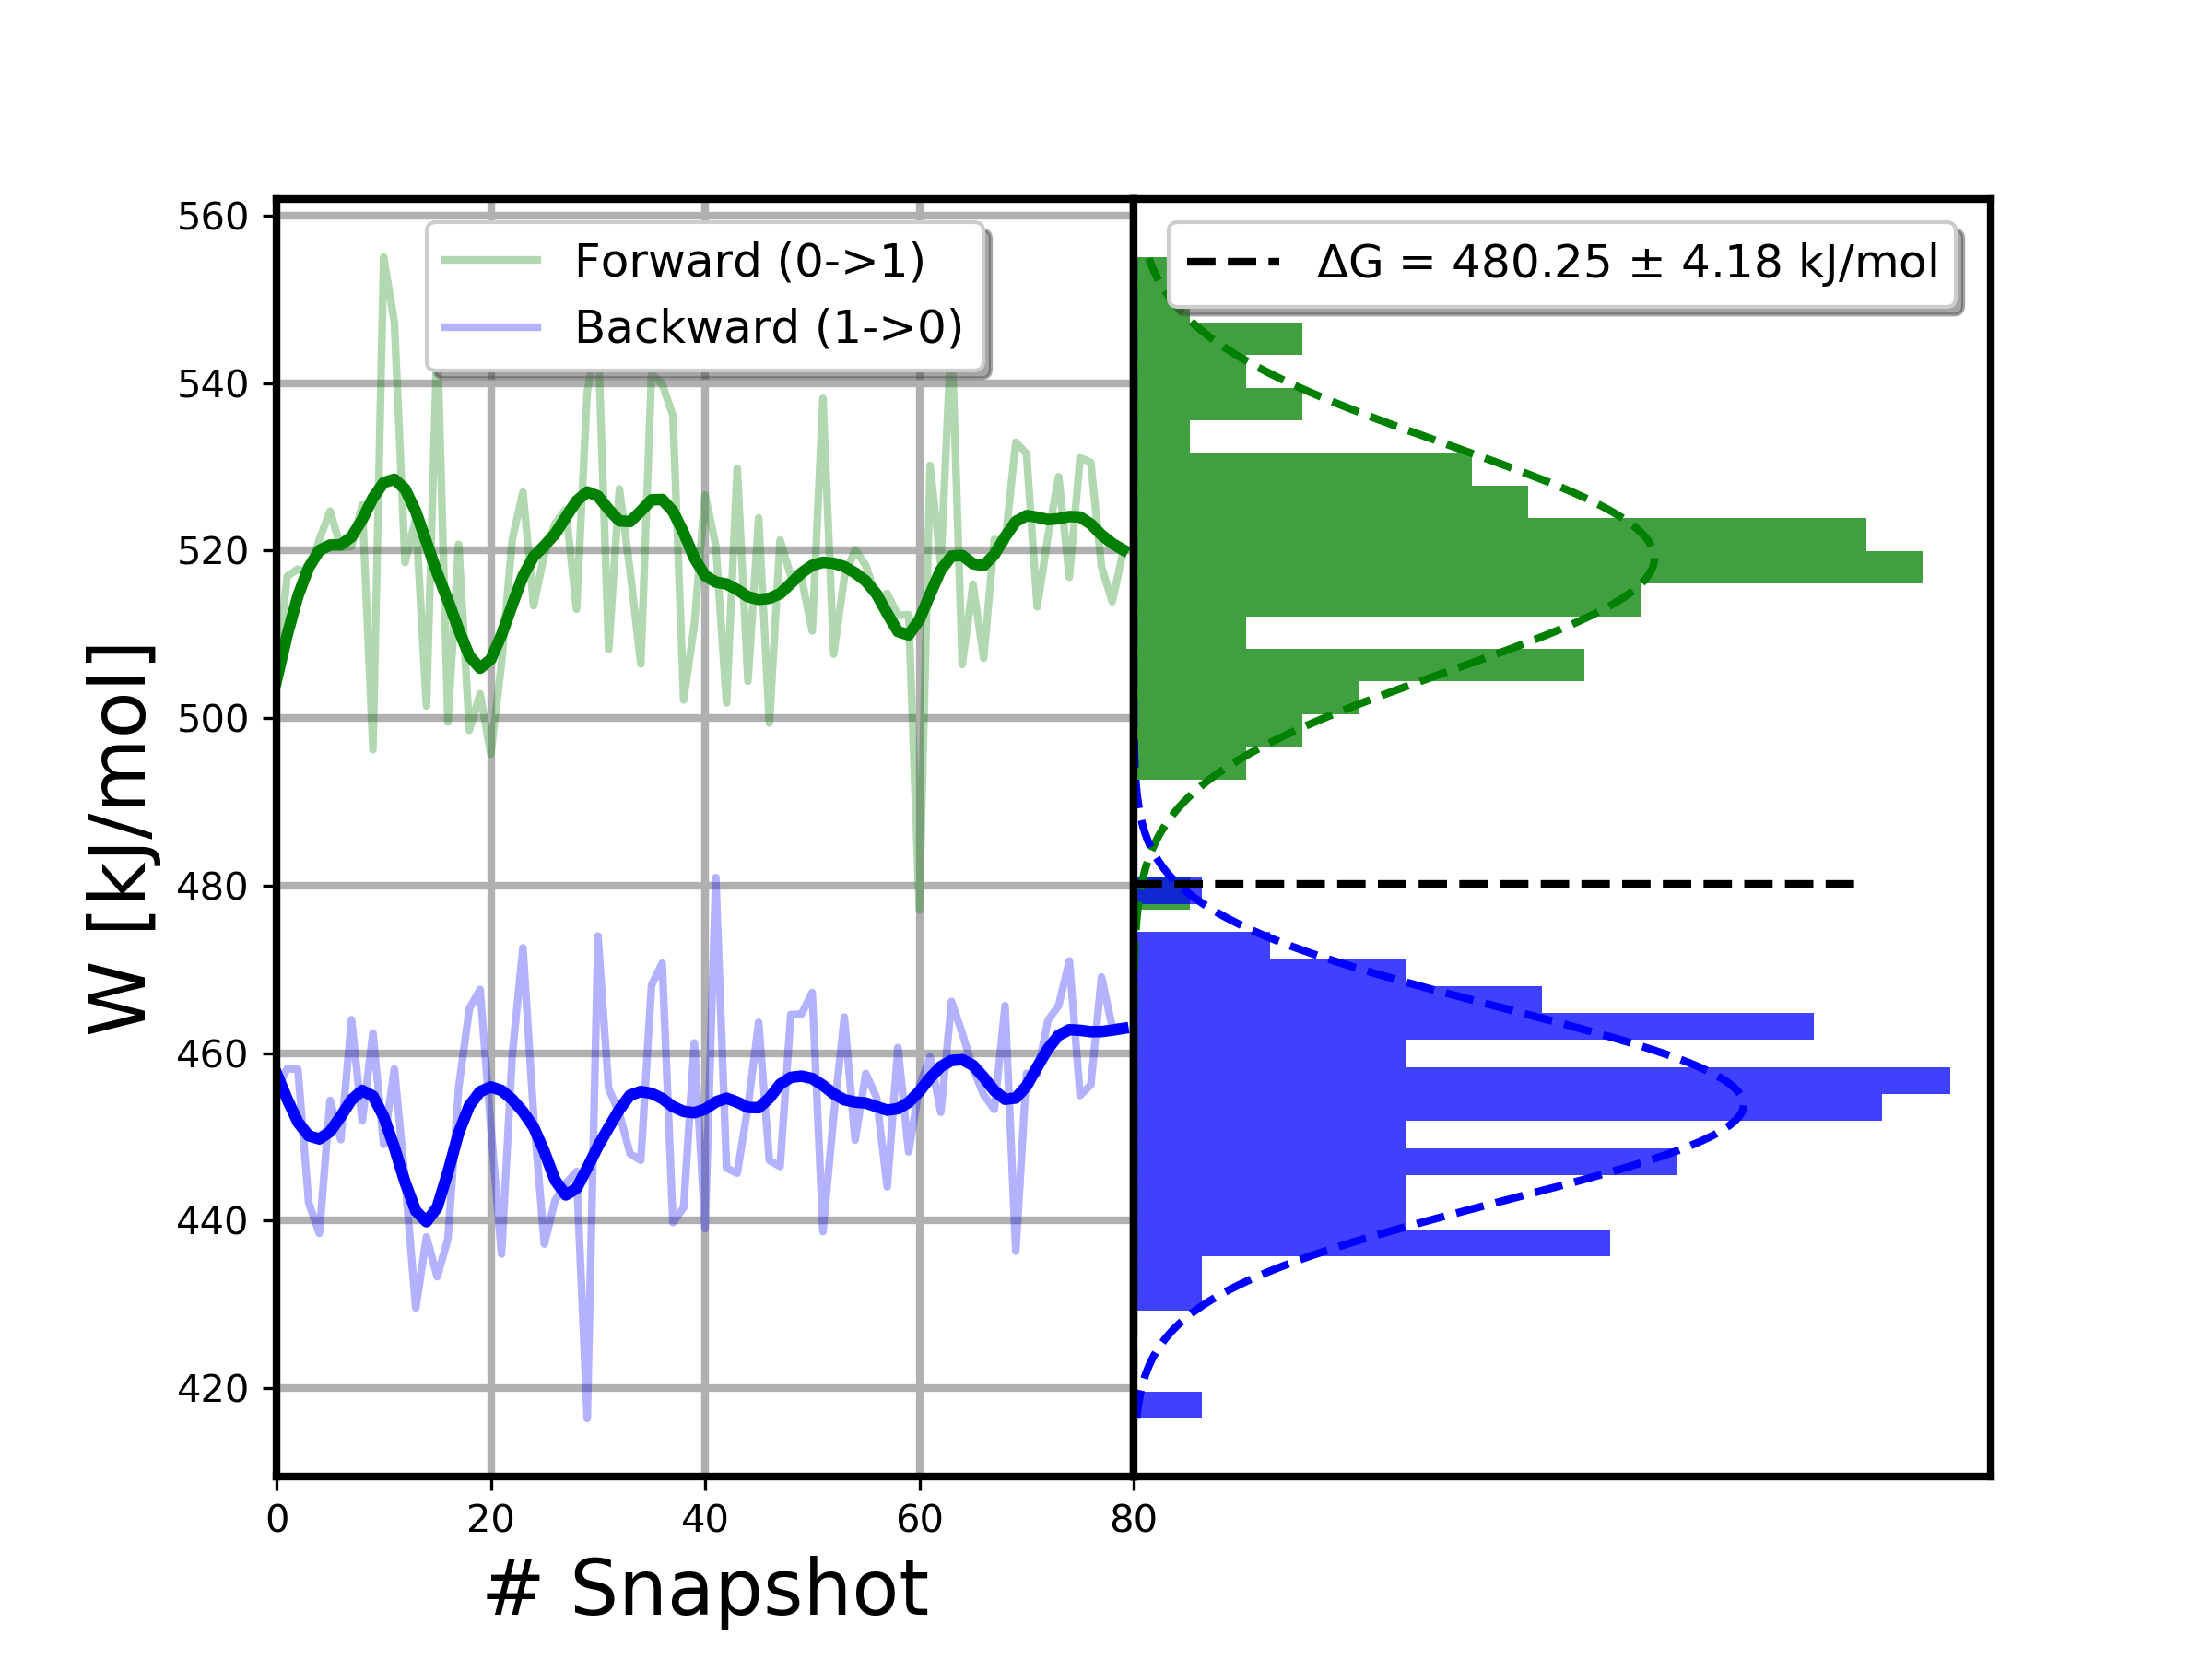 Forward (0->1)
Backward (1->0)
ΔG = 480.25 ± 4.18 kJ/mol
W [kJ/mol]
560
540
520
500
480
460
440
420
0 20 40 60 80
# Snapshot